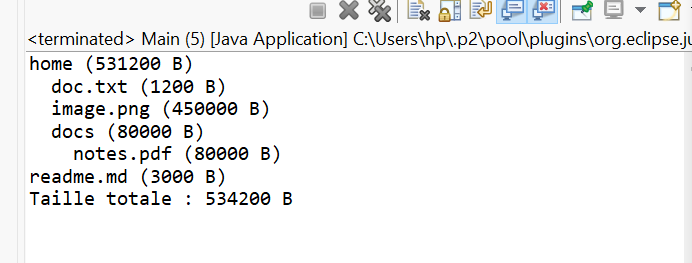 <terminated> Main (5) [Java Application] C:\Users\hp\.p2\pool\plugins\org.eclipse.ju
home (531200 B)
  doc.txt (1200 B)
  image.png (450000 B)
  docs (80000 B)
    notes.pdf (80000 B)
readme.md (3000 B)
Taille totale : 534200 B